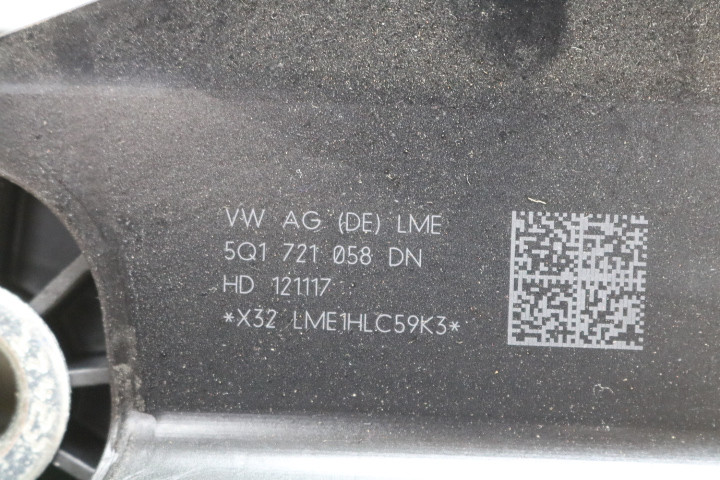 VW AG (DE) LME
5Q1 721 058 DN
HD 121117
*X32 LME1HLC59K3*